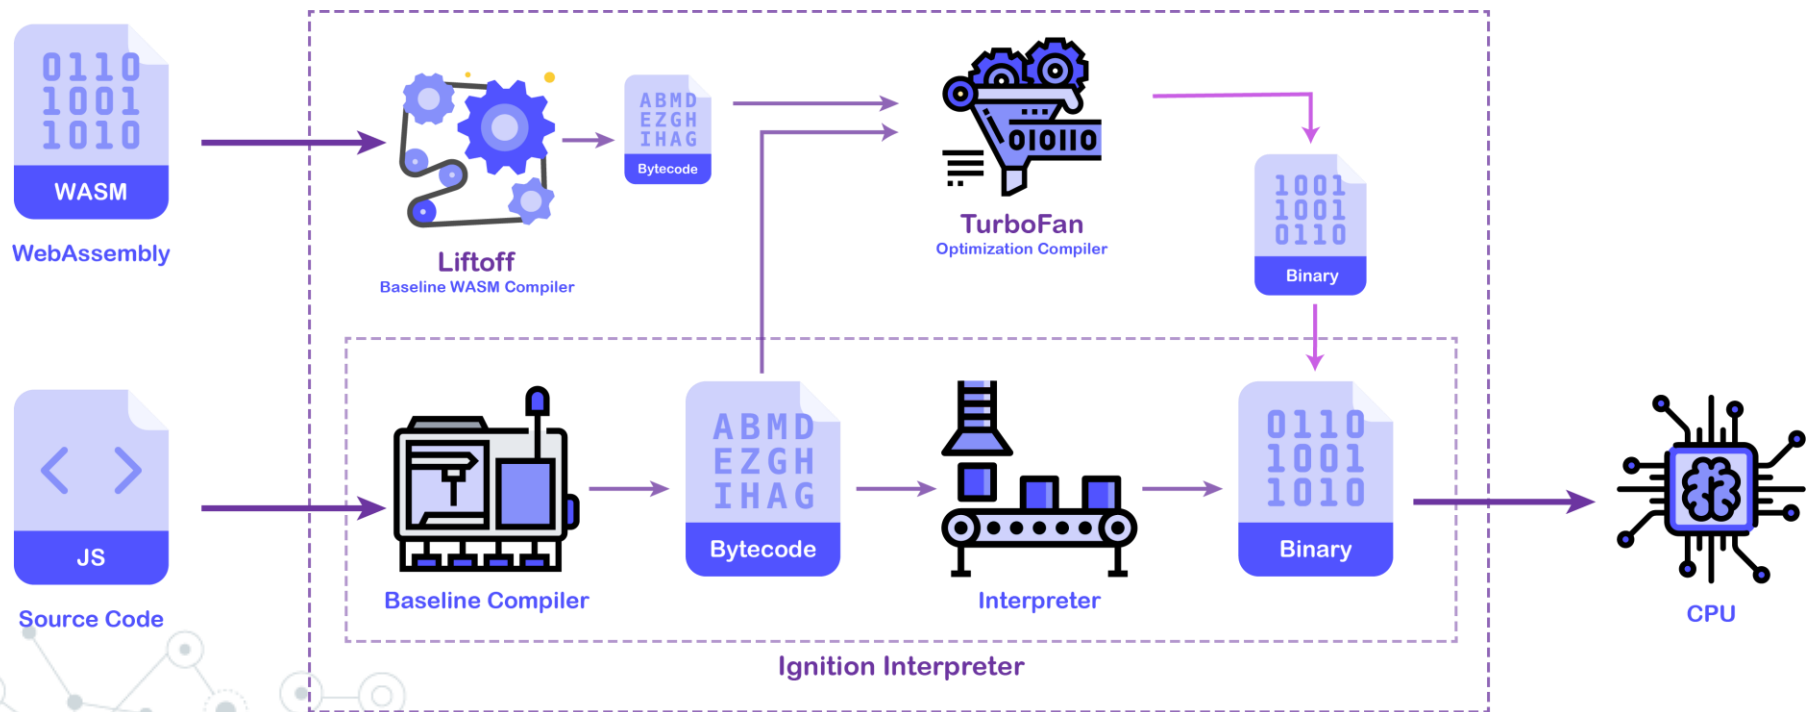 0110
1001
1010
WASM
WebAssembly
Liftoff
Baseline WASM Compiler
ABMD
EZGH
IHAG
Bytecode
010110
TurboFan
Optimization Compiler
1001
1001
0110
Binary
JS
Source Code
Baseline Compiler
ABMD
EZGH
IHAG
Bytecode
Interpreter
0110
1001
1010
Binary
CPU
Ignition Interpreter